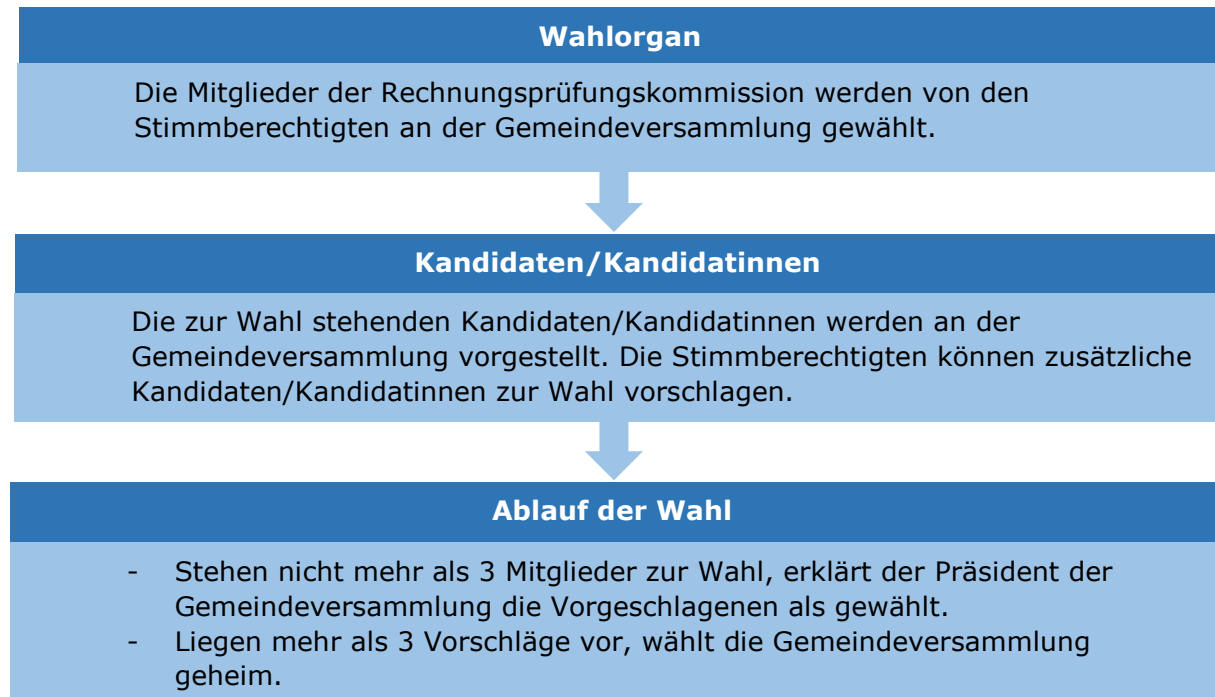 Wahlorgan
Die Mitglieder der Rechnungsprüfungskommission werden von den
Stimmberechtigten an der Gemeindeversammlung gewählt.
Kandidaten/Kandidatinnen
Die zur Wahl stehenden Kandidaten/Kandidatinnen werden an der
Gemeindeversammlung vorgestellt. Die Stimmberechtigten können zusätzliche
Kandidaten/Kandidatinnen zur Wahl vorschlagen.
Ablauf der Wahl
- Stehen nicht mehr als 3 Mitglieder zur Wahl, erklärt der Präsident der
Gemeindeversammlung die Vorgeschlagenen als gewählt.
- Liegen mehr als 3 Vorschläge vor, wählt die Gemeindeversammlung
geheim.